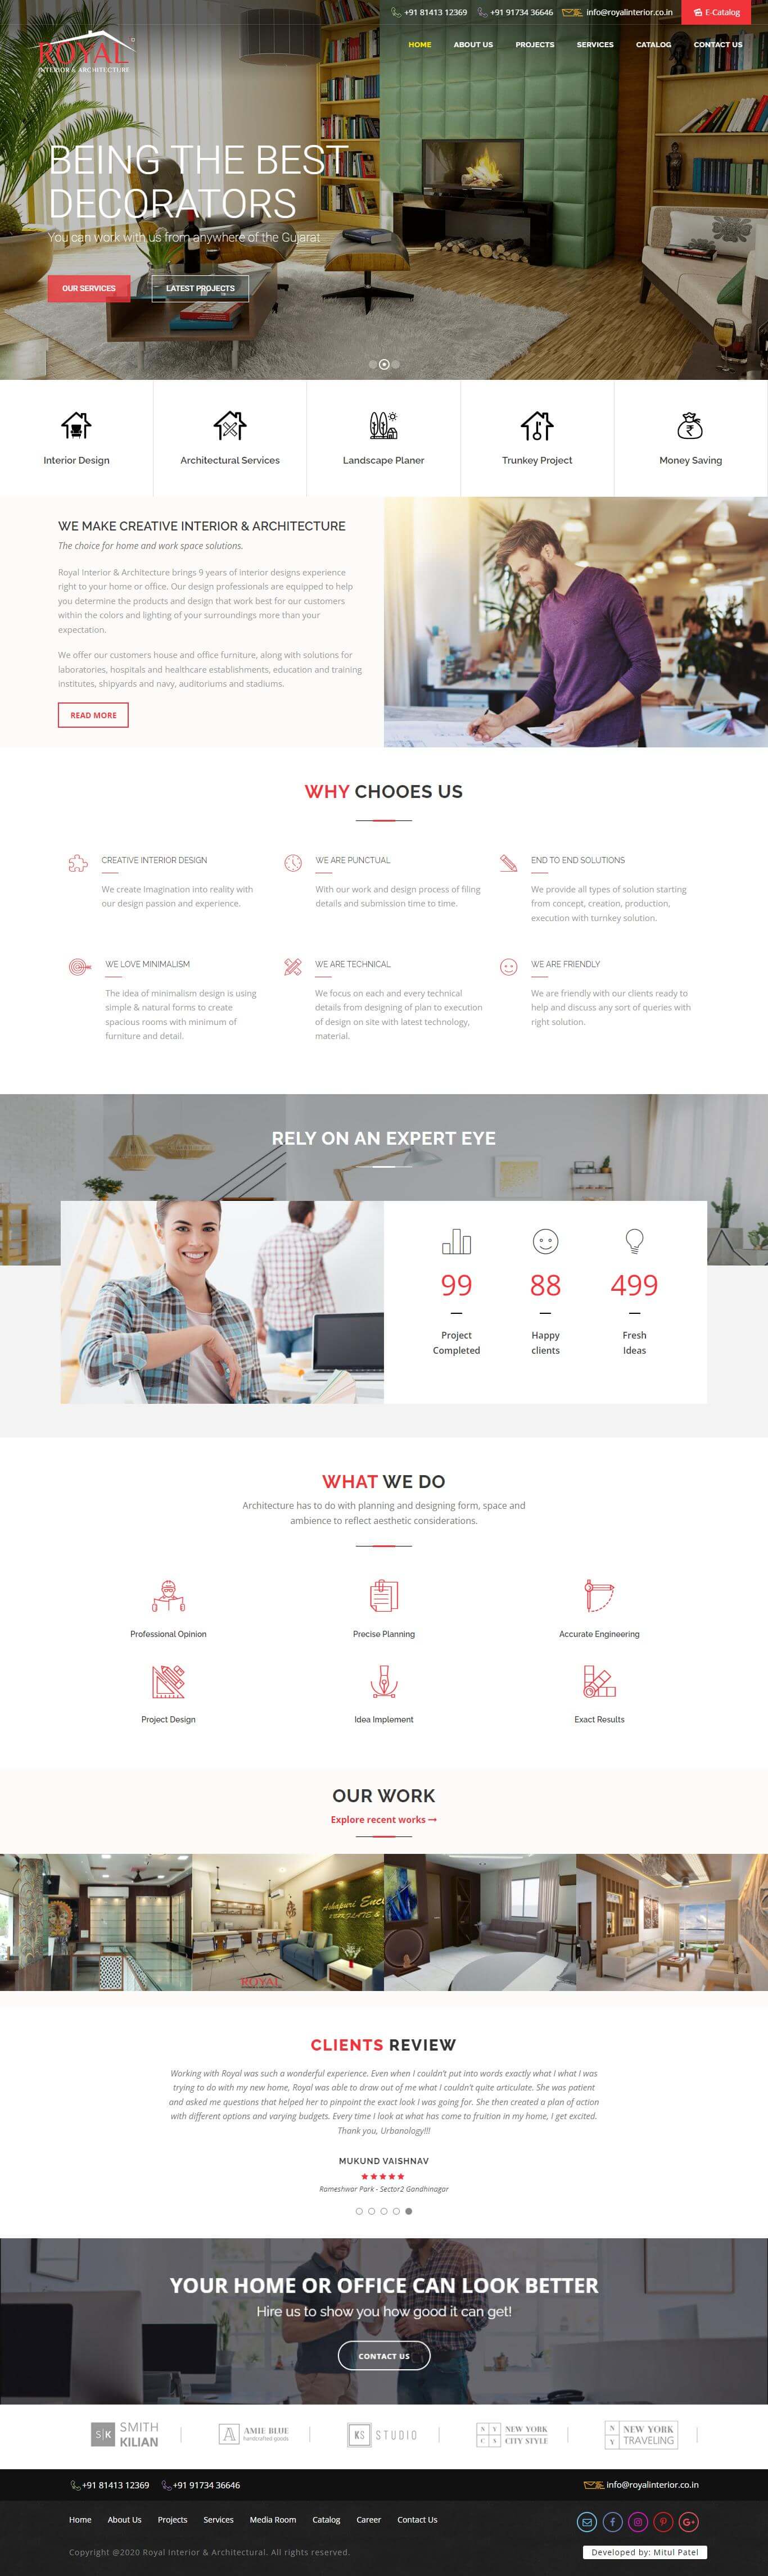 +91 81413 12369
+91 91734 36646
info@royalinterior.co.in
E-Catalog
ROYAL
INTERIOR & ARCHITECTURE
HOME
ABOUT US
PROJECTS
SERVICES
CATALOG
CONTACT US
BEING THE BEST
DECORATORS
You can work with us from anywhere of the Gujarat
OUR SERVICES
LATEST PROJECTS
Interior Design
Architectural Services
Landscape Planer
Trunkey Project
Money Saving
WE MAKE CREATIVE INTERIOR & ARCHITECTURE
The choice for home and work space solutions.
Royal Interior & Architecture brings 9 years of interior designs experience
right to your home or office. Our design professionals are equipped to help
you determine the products and design that work best for our customers
within the colors and lighting of your surroundings more than your
expectation.
We offer our customers house and office furniture, along with solutions for
laboratories, hospitals and healthcare establishments, education and training
institutes, shipyards and navy, auditoriums and stadiums.
READ MORE
WHY CHOOES US
CREATIVE INTERIOR DESIGN
We create Imagination into reality with
our design passion and experience.
WE ARE PUNCTUAL
With our work and design process of filing
details and submission time to time.
END TO END SOLUTIONS
We provide all types of solution starting
from concept, creation, production,
execution with turnkey solution.
WE LOVE MINIMALISM
The idea of minimalism design is using
simple & natural forms to create
spacious rooms with minimum of
furniture and detail.
WE ARE TECHNICAL
We focus on each and every technical
details from designing of plan to execution
of design on site with latest technology,
material.
WE ARE FRIENDLY
We are friendly with our clients ready to
help and discuss any sort of queries with
right solution.
RELY ON AN EXPERT EYE
99
Project
Completed
88
Happy
clients
499
Fresh
Ideas
WHAT WE DO
Architecture has to do with planning and designing form, space and
ambience to reflect aesthetic considerations.
Professional Opinion
Precise Planning
Accurate Engineering
Project Design
Idea Implement
Exact Results
OUR WORK
Explore recent works
Ashapuri
ROYAL
CLIENTS REVIEW
Working with Royal was such a wonderful experience. Even when I couldn't put into words exactly what I what I was
trying to do with my new home, Royal was able to draw out of me what I couldn't quite articulate. She was patient
and asked me questions that helped her to pinpoint the exact look I was going for. She then created a plan of action
with different options and varying budgets. Every time I look at what has come to fruition in my home, I get excited.
Thank you, Urbanology!!!
MUKUND VAISHNAV
Rameshwar Park - Sector2 Gandhinagar
YOUR HOME OR OFFICE CAN LOOK BETTER
Hire us to show you how good it can get!
CONTACT US
S K SMITH
KILIAN
A AMIE BLUE
handcrafted goods
KS STUDIO
N Y NEW YORK
C S CITY STYLE
N NEW YORK
Y TRAVELING
+91 81413 12369
+91 91734 36646
info@royalinterior.co.in
Home
About Us
Projects
Services
Media Room
Catalog
Career
Contact Us
Copyright @2020 Royal Interior & Architectural. All rights reserved.
Developed by: Mitul Patel